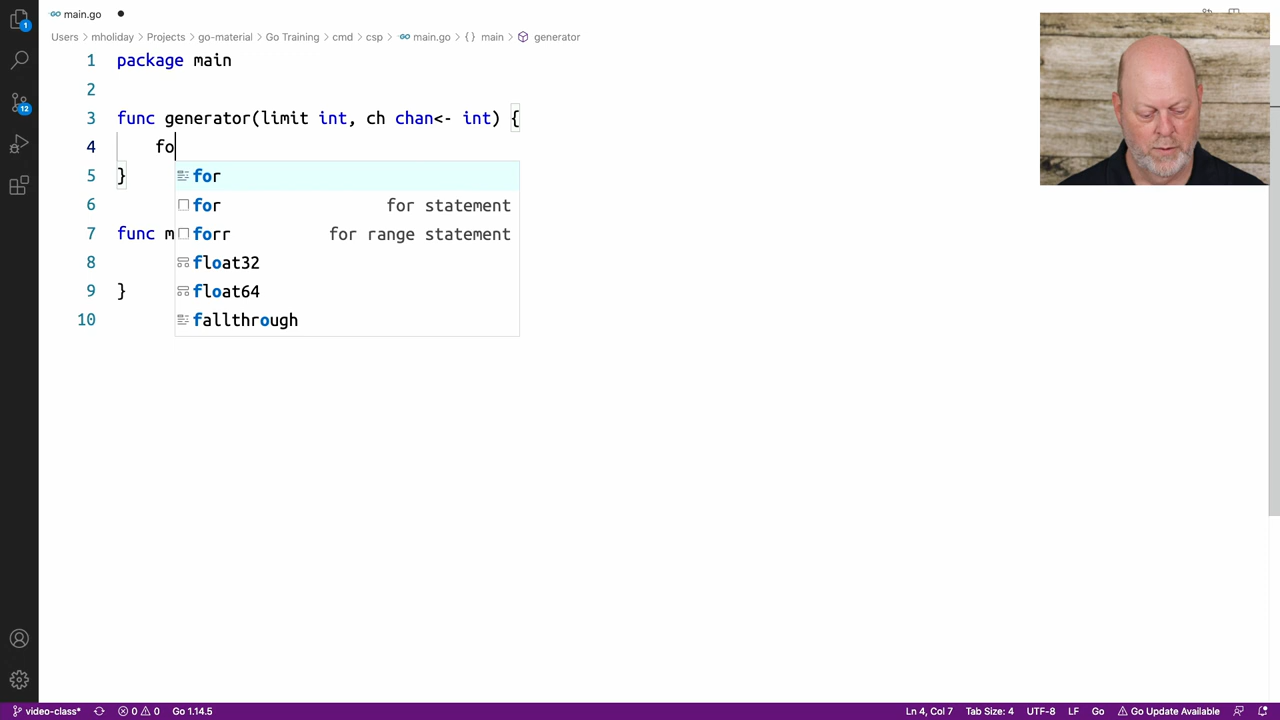 main.go
Users > mholiday > Projects > go-material > Go Training > cmd > csp > main.go > {} main > generator
1 package main
2
3 func generator(limit int, ch chan<- int) {
4 fo
for
5 }
for for statement
6
forr for range statement
7 func m
float32
8
float64
9 }
fallthrough
10
1
12
video-class* 0 0 Go 1.14.5 Ln 4, Col 7 Tab Size: 4 UTF-8 LF Go Go Update Available